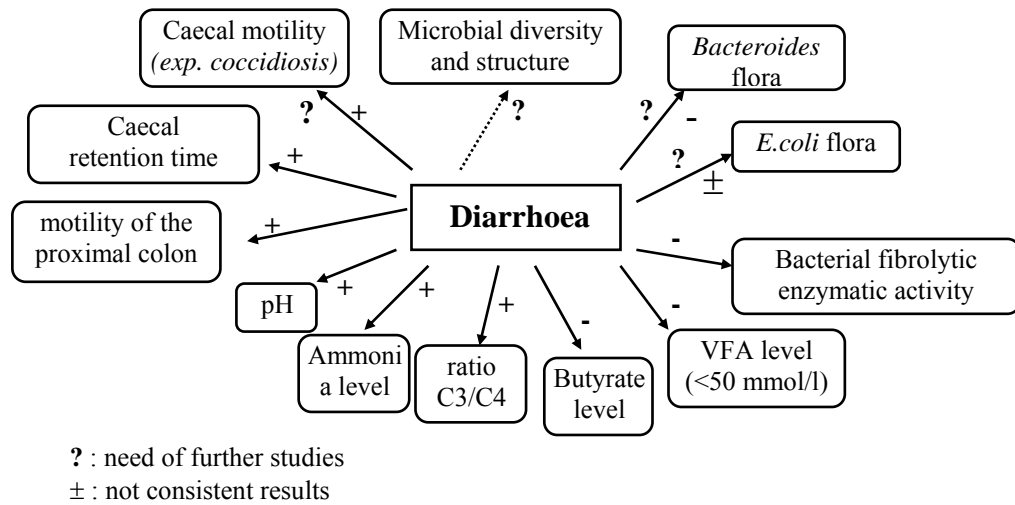 Caecal motility
(exp. coccidiosis)
Microbial diversity
and structure
Bacteroides
flora
?
+
?
?
-
Caecal
retention time
+
?
±
E.coli flora
Diarrhoea
motility of the
proximal colon
+
-
Bacterial fibrolytic
enzymatic activity
pH
+
+
+
-
-
Ammoni
a level
ratio
C3/C4
Butyrate
level
VFA level
(<50 mmol/l)
? : need of further studies
± : not consistent results